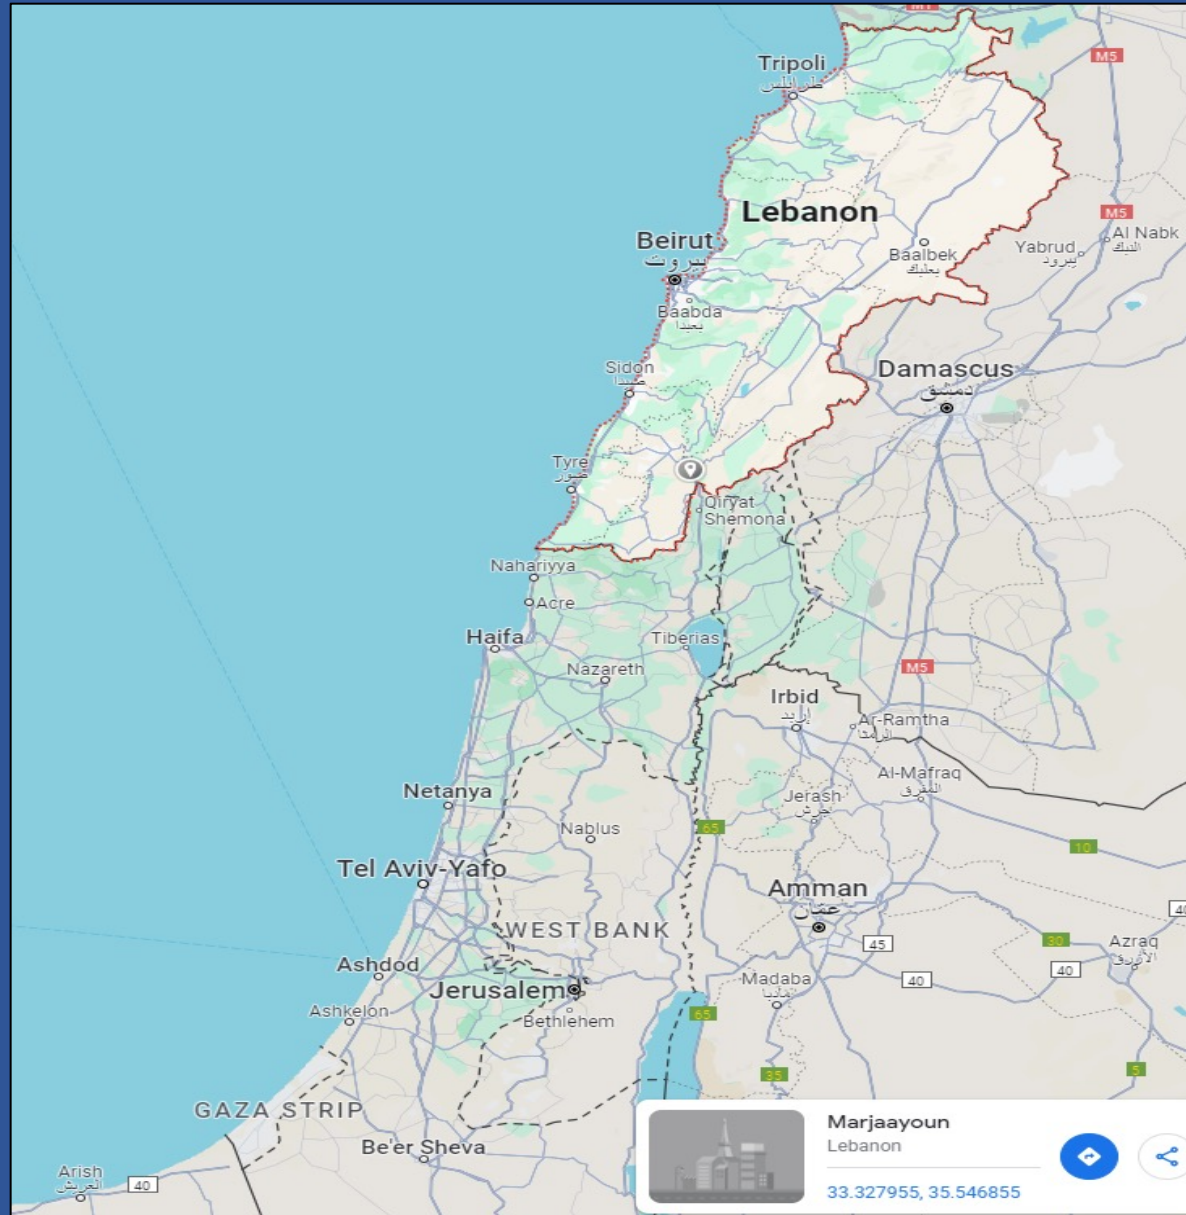 M1
M5
Tripoli
طرابلس
Lebanon
M5
Al Nabk
النبك
Yabrud
يبرود
Baalbek
بعلبك
Beirut
بيروت
Baabda
بعبدا
Sidon
صيدا
Damascus
دمشق
Tyre
صور
Qiryat
Shemona
Nahariyya
Acre
Haifa
Tiberias
Nazareth
M5
Irbid
إربد
Ar-Ramtha
الرمثا
Al-Mafraq
المفرق
Netanya
Jerash
جرش
Nablus
65
10
Tel Aviv-Yafo
Amman
عمّان
40
WEST BANK
45
30
Azraq
الأزرق
Ashdod
40
40
Madaba
مادبا
Jerusalem
Ashkelon
Bethlehem
65
35
5
GAZA STRIP
Be'er Sheva
Arish
العريش
40
Marjaayoun
Lebanon
33.327955, 35.546855